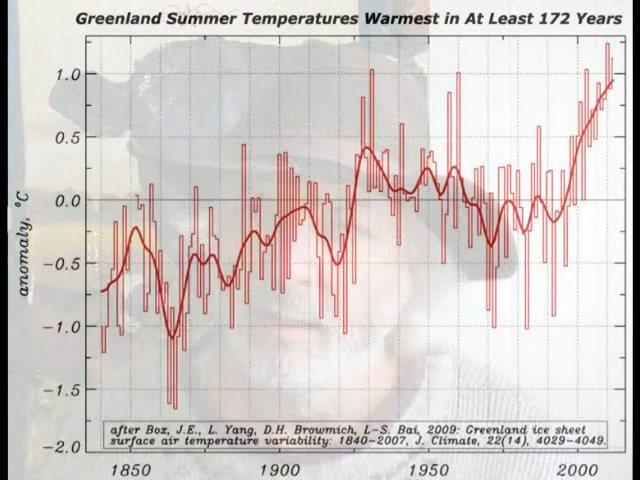 Greenland Summer Temperatures Warmest in At Least 172 Years
1.0
0.5
0.0
−0.5
−1.0
−1.5
−2.0
anomaly, °C
after Box, J.E., L. Yang, D.H. Browmich, L-S. Bai, 2009: Greenland ice sheet
surface air temperature variability: 1840-2007, J. Climate, 22(14), 4029-4049.
1850 1900 1950 2000